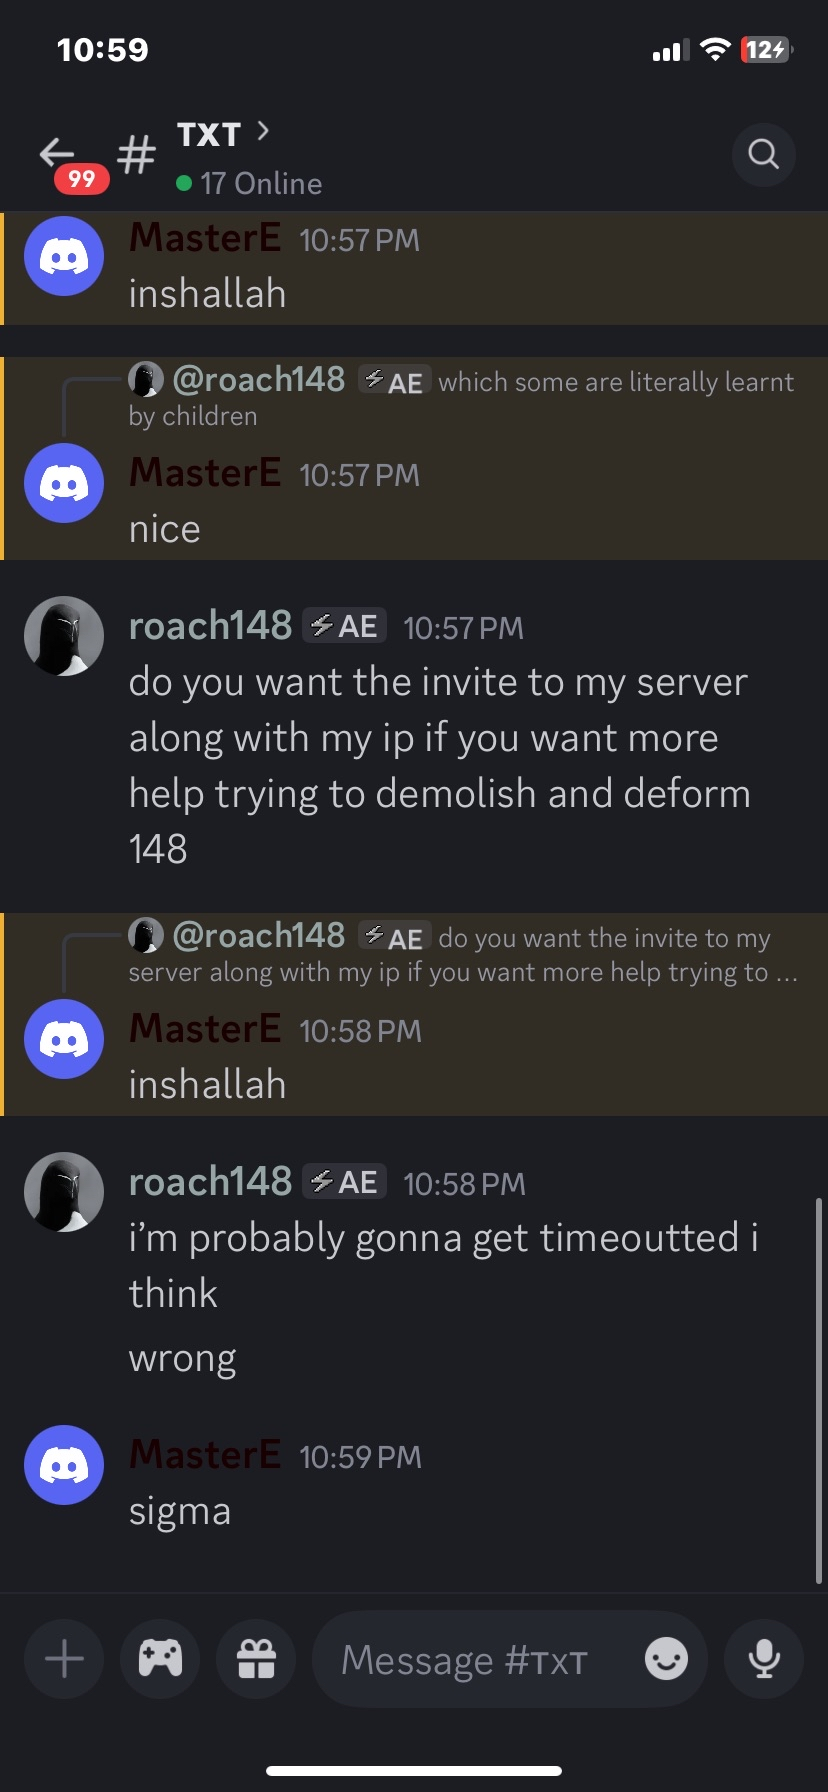 10:59
12
99
# TXT >
17 Online
MasterE 10:57 PM
inshallah
@roach148 AE which some are literally learnt
by children
MasterE 10:57 PM
nice
roach148 AE 10:57 PM
do you want the invite to my server
along with my ip if you want more
help trying to demolish and deform
148
@roach148 AE do you want the invite to my
server along with my ip if you want more help trying to ...
MasterE 10:58 PM
inshallah
roach148 AE 10:58 PM
i’m probably gonna get timeoutted i
think
wrong
MasterE 10:59 PM
sigma
Message #TXT